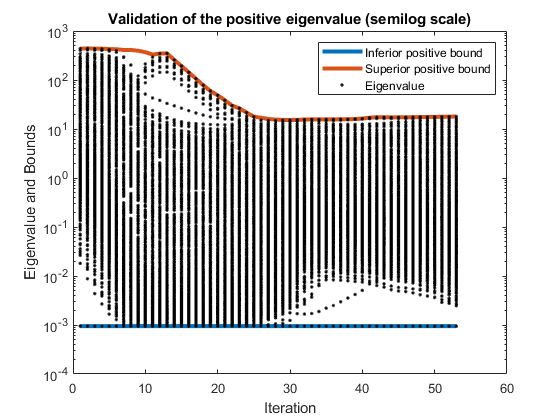 Validation of the positive eigenvalue (semilog scale)
Inferior positive bound
Superior positive bound
Eigenvalue
Eigenvalue and Bounds
10^3
10^2
10^1
10^0
10^-1
10^-2
10^-3
10^-4
0 10 20 30 40 50 60
Iteration